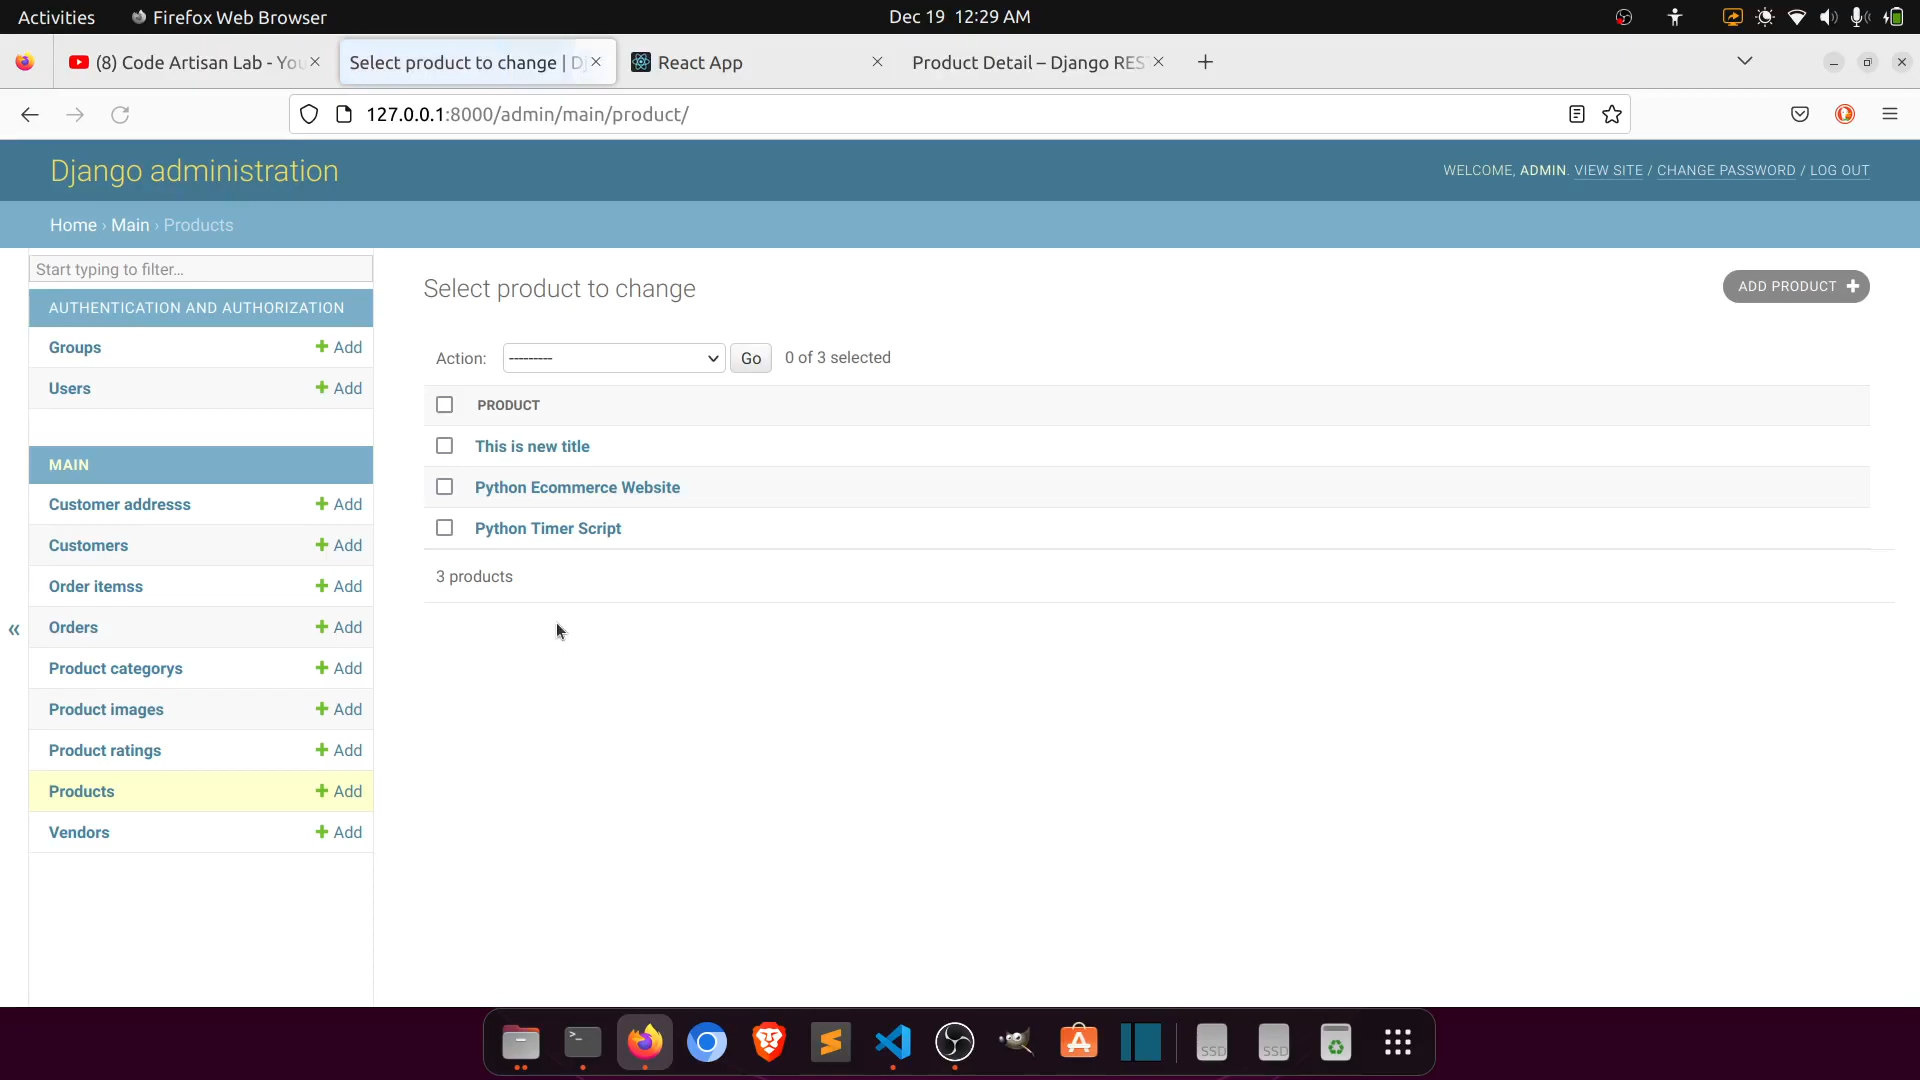 Activities
Firefox Web Browser
Dec 19 12:29 AM
(8) Code Artisan Lab - You
Select product to change | Dj
React App
Product Detail – Django RES
127.0.0.1:8000/admin/main/product/
Django administration
WELCOME, ADMIN. VIEW SITE / CHANGE PASSWORD / LOG OUT
Home › Main › Products
Start typing to filter...
AUTHENTICATION AND AUTHORIZATION
Groups
+ Add
Users
+ Add
MAIN
Customer addresss
+ Add
Customers
+ Add
Order itemss
+ Add
Orders
+ Add
Product categorys
+ Add
Product images
+ Add
Product ratings
+ Add
Products
+ Add
Vendors
+ Add
«
Select product to change
ADD PRODUCT +
Action:
---------
Go
0 of 3 selected
PRODUCT
This is new title
Python Ecommerce Website
Python Timer Script
3 products
SSD
SSD